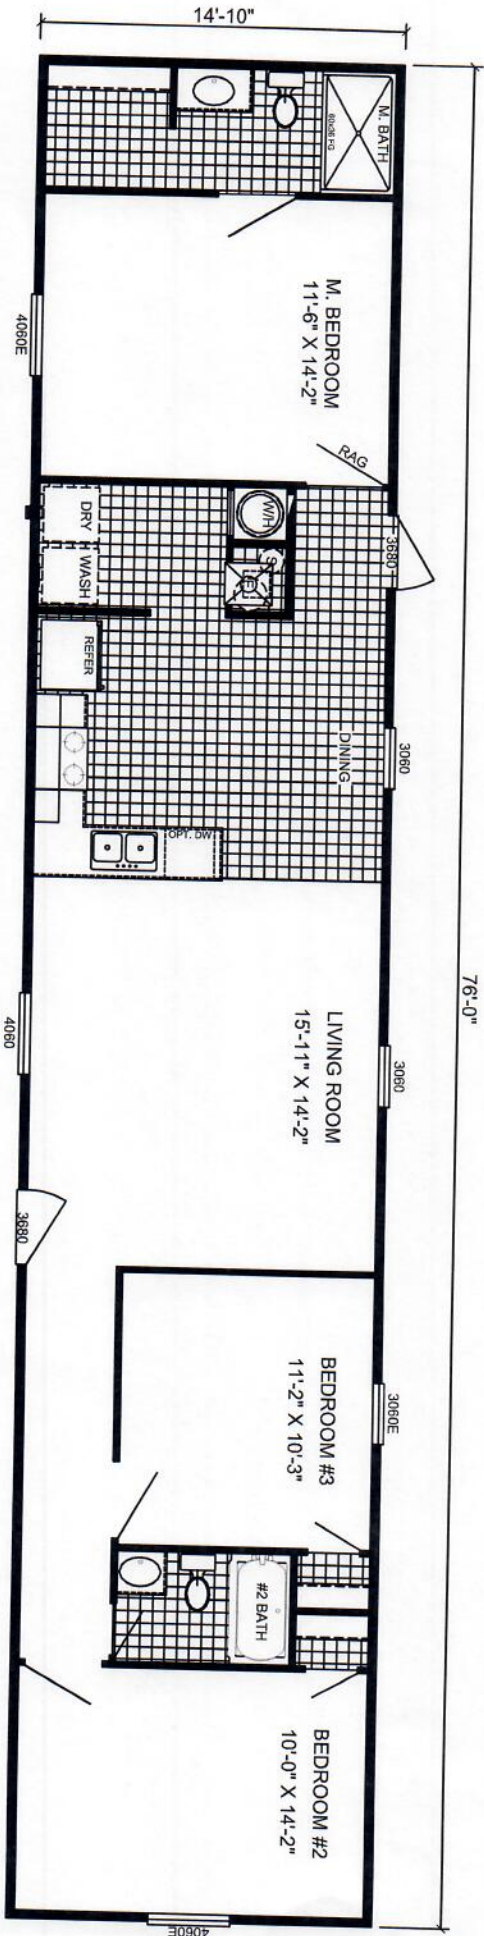 14'-10"
M. BATH
60x36 FG
M. BEDROOM
11'-6" X 14'-2"
4060E
RAG
DRY
WASH
W/H
3680
REFER
DINING
3060
OPT. DW
76'-0"
LIVING ROOM
15'-11" X 14'-2"
4060
3060
3680
BEDROOM #3
11'-2" X 10'-3"
3060E
#2 BATH
BEDROOM #2
10'-0" X 14'-2"
4060E